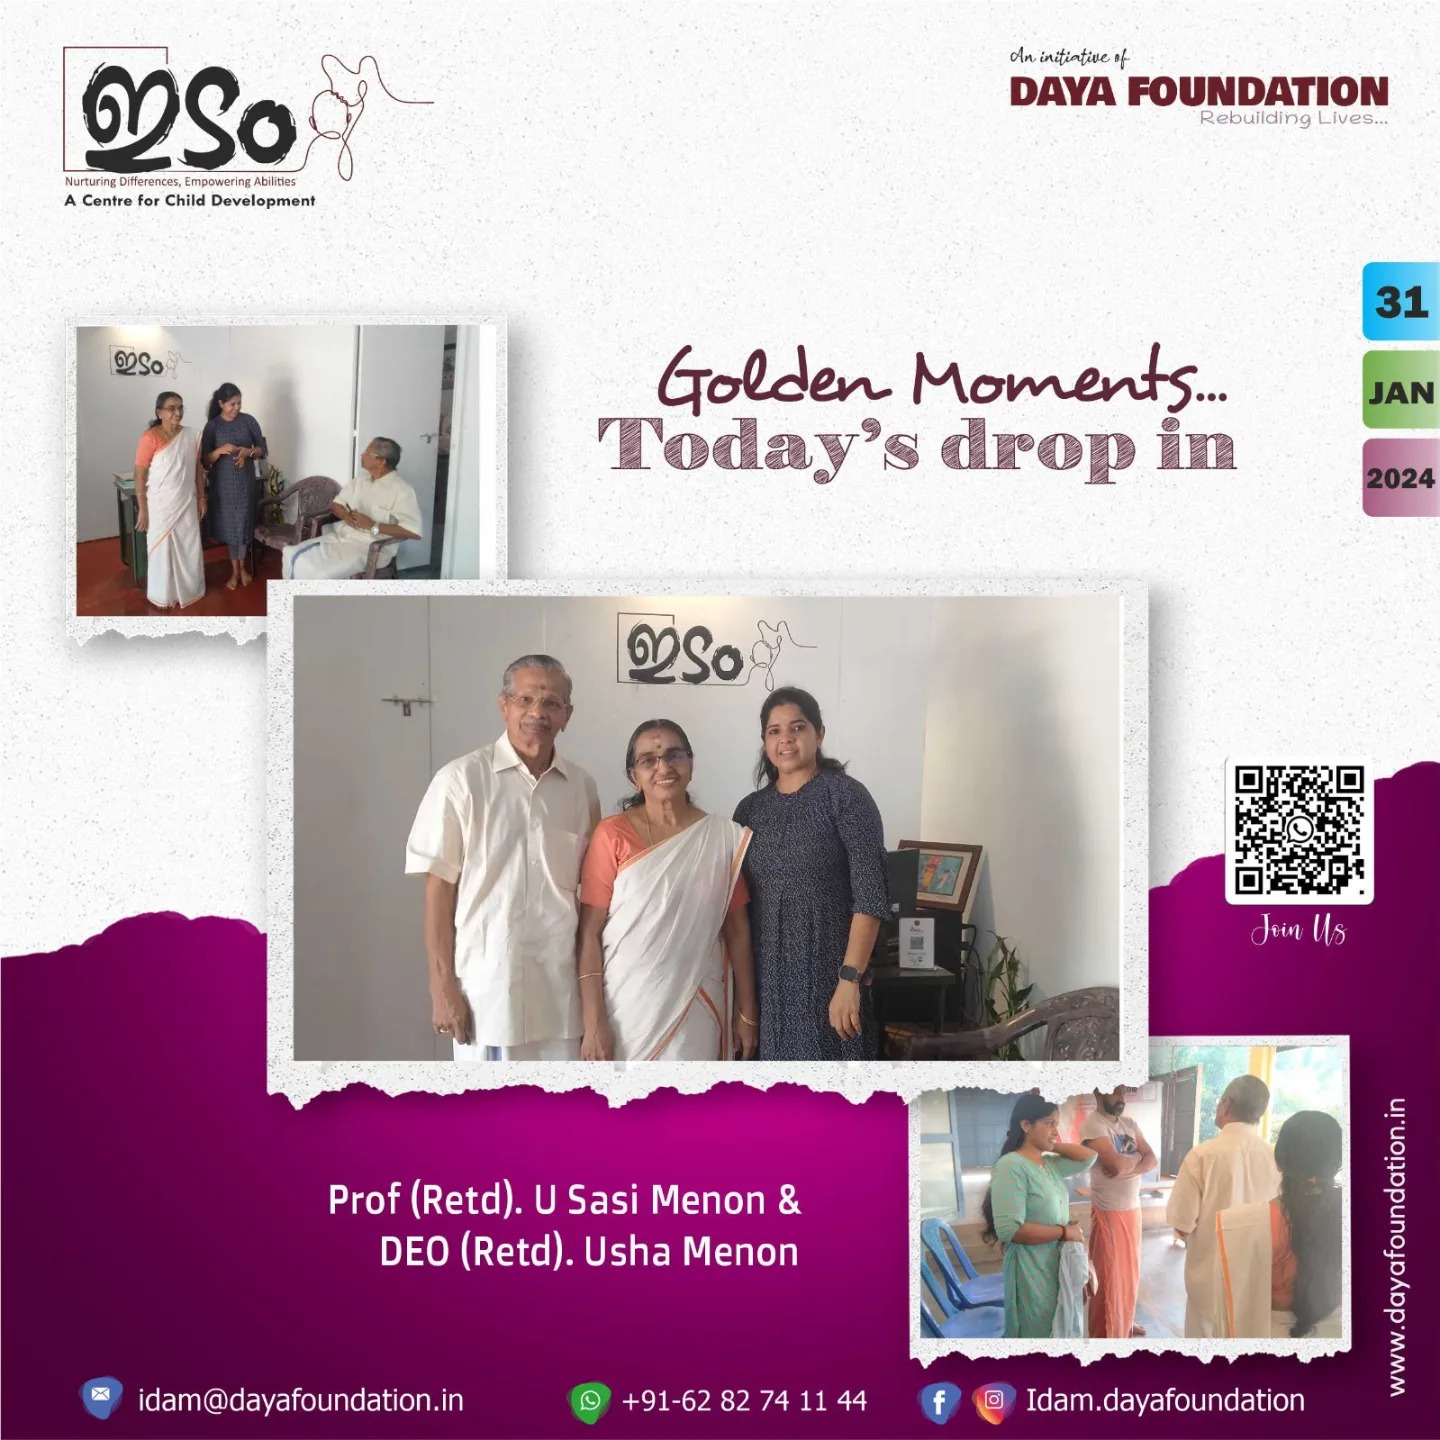 ഇടം
Nurturing Differences, Empowering Abilities
A Centre for Child Development
An initiative of
DAYA FOUNDATION
Rebuilding Lives...
31
JAN
2024
Golden Moments...
Today's drop in
ഇടം
ഇടം
Join Us
Prof (Retd). U Sasi Menon &
DEO (Retd). Usha Menon
www.dayafoundation.in
idam@dayafoundation.in
+91-62 82 74 11 44
Idam.dayafoundation